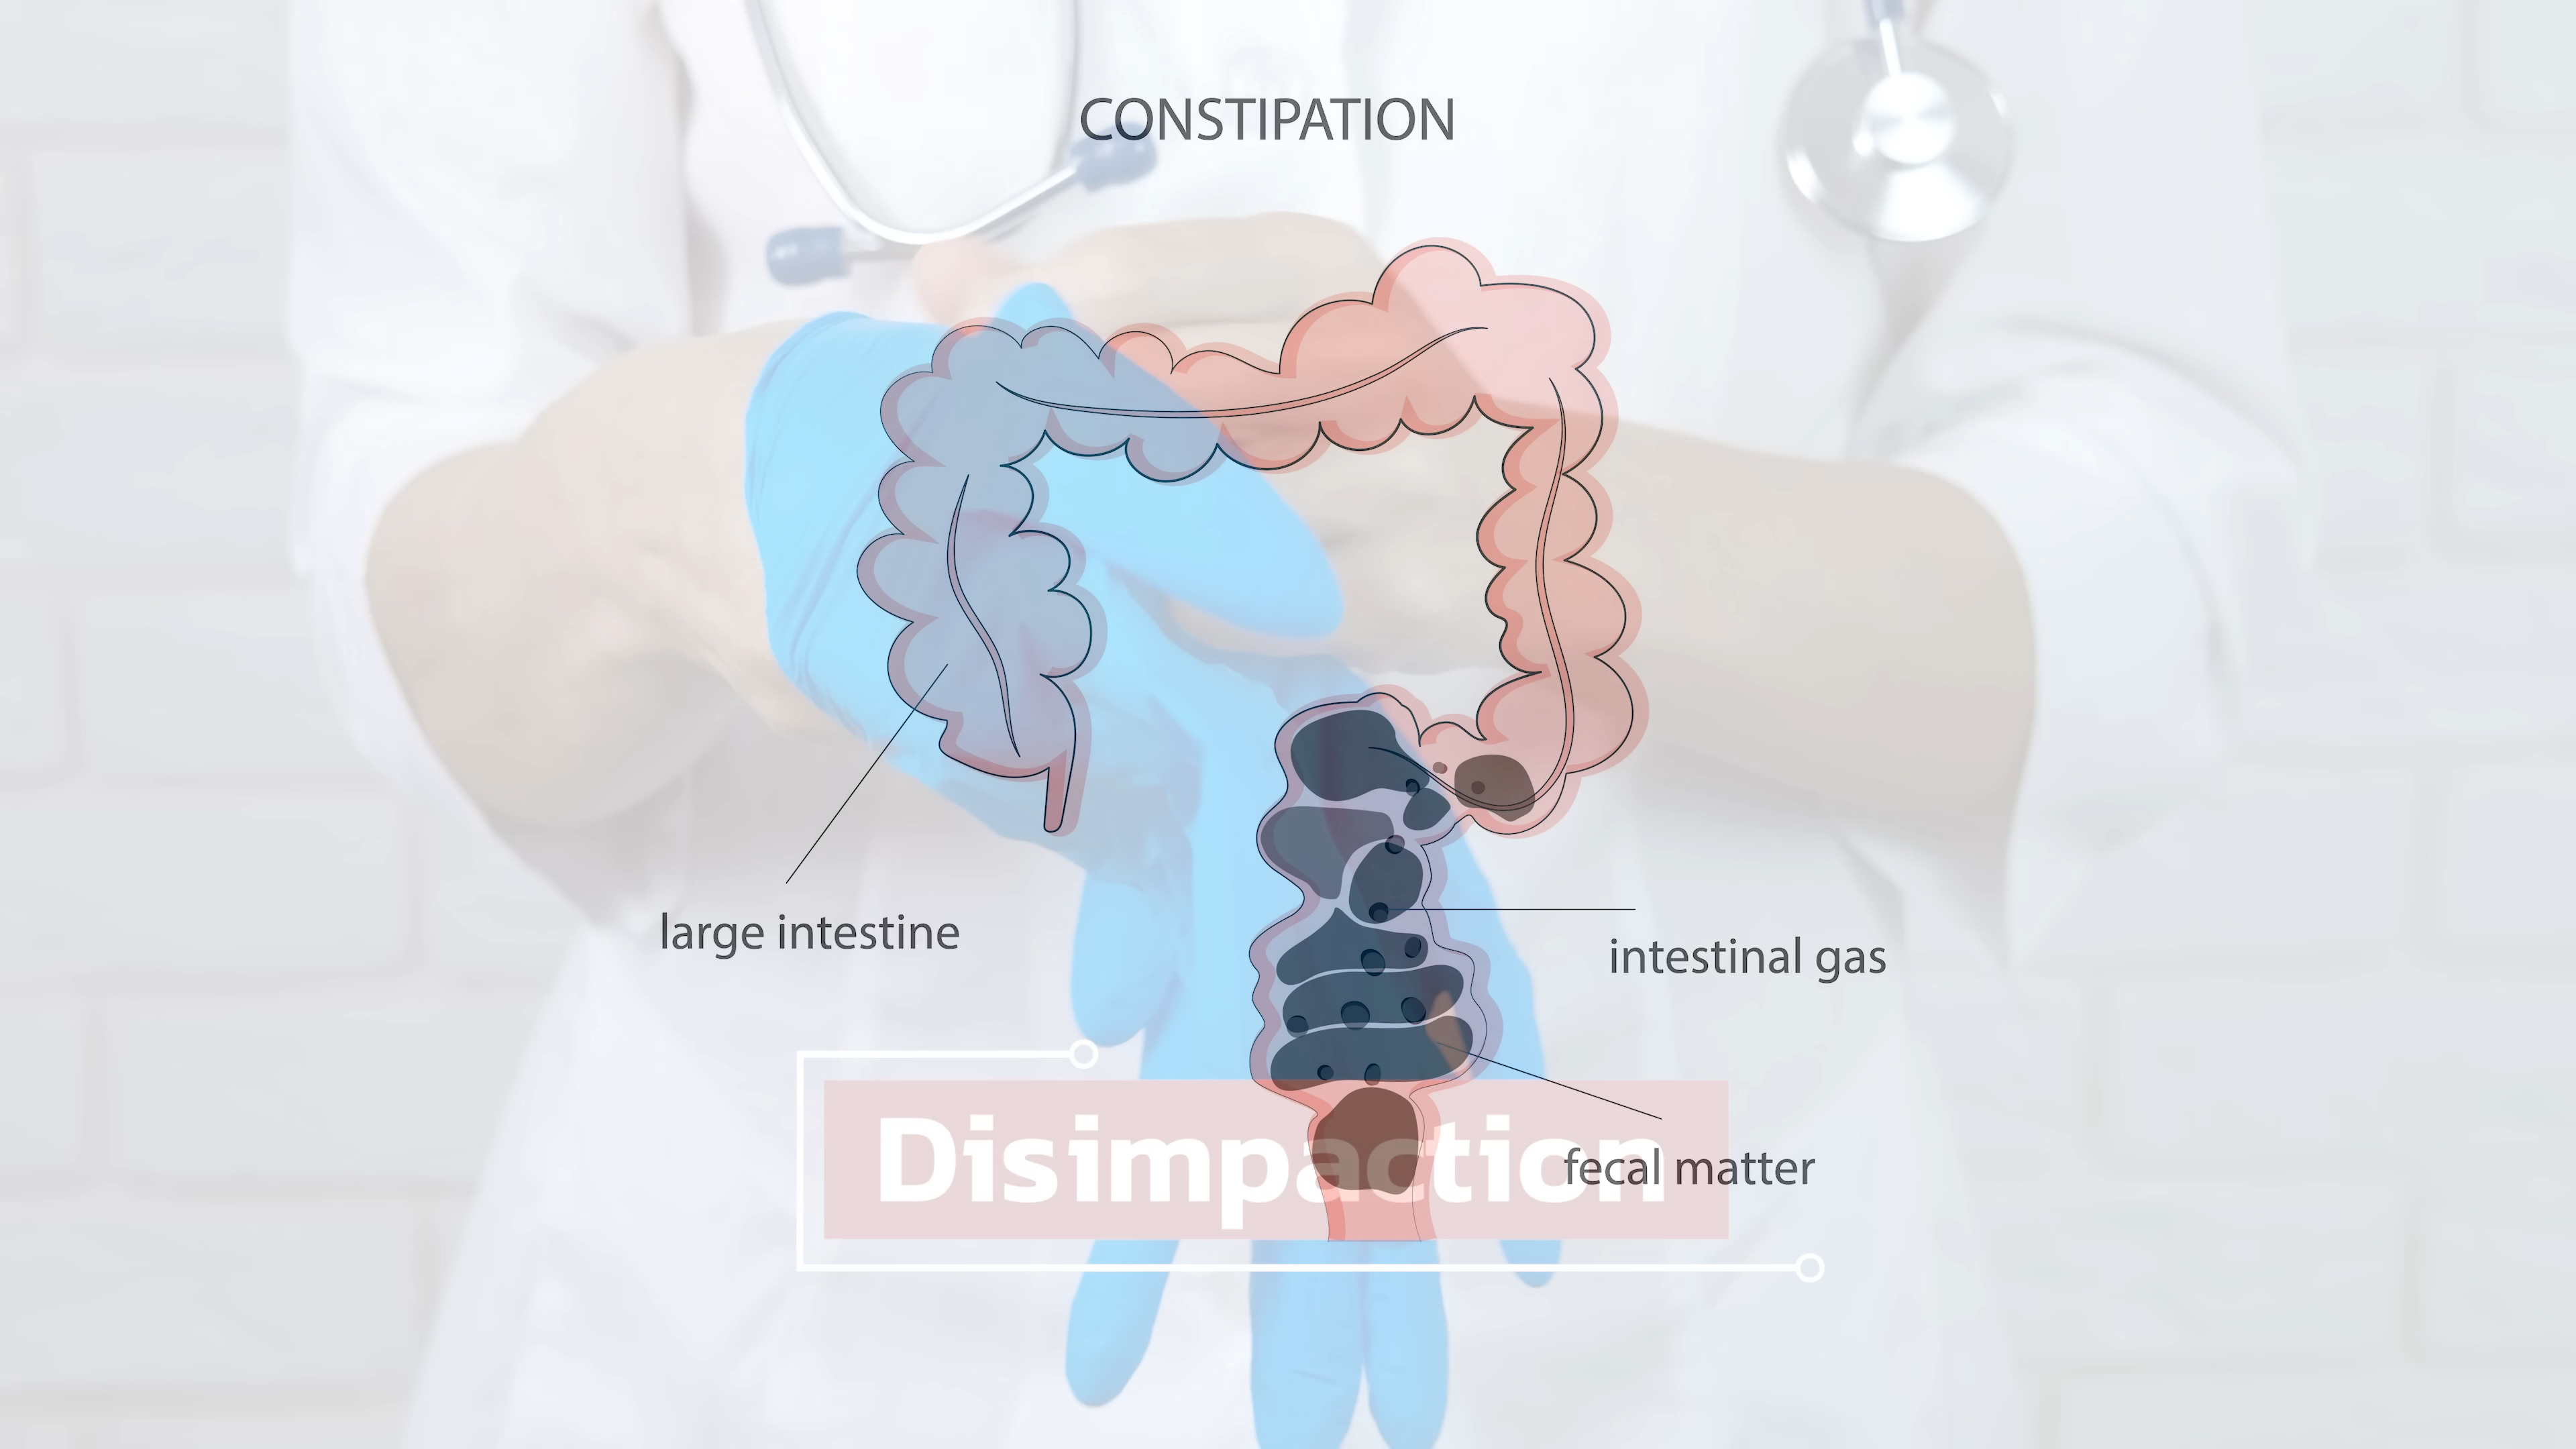 CONSTIPATION
large intestine
intestinal gas
Disimpaction
fecal matter